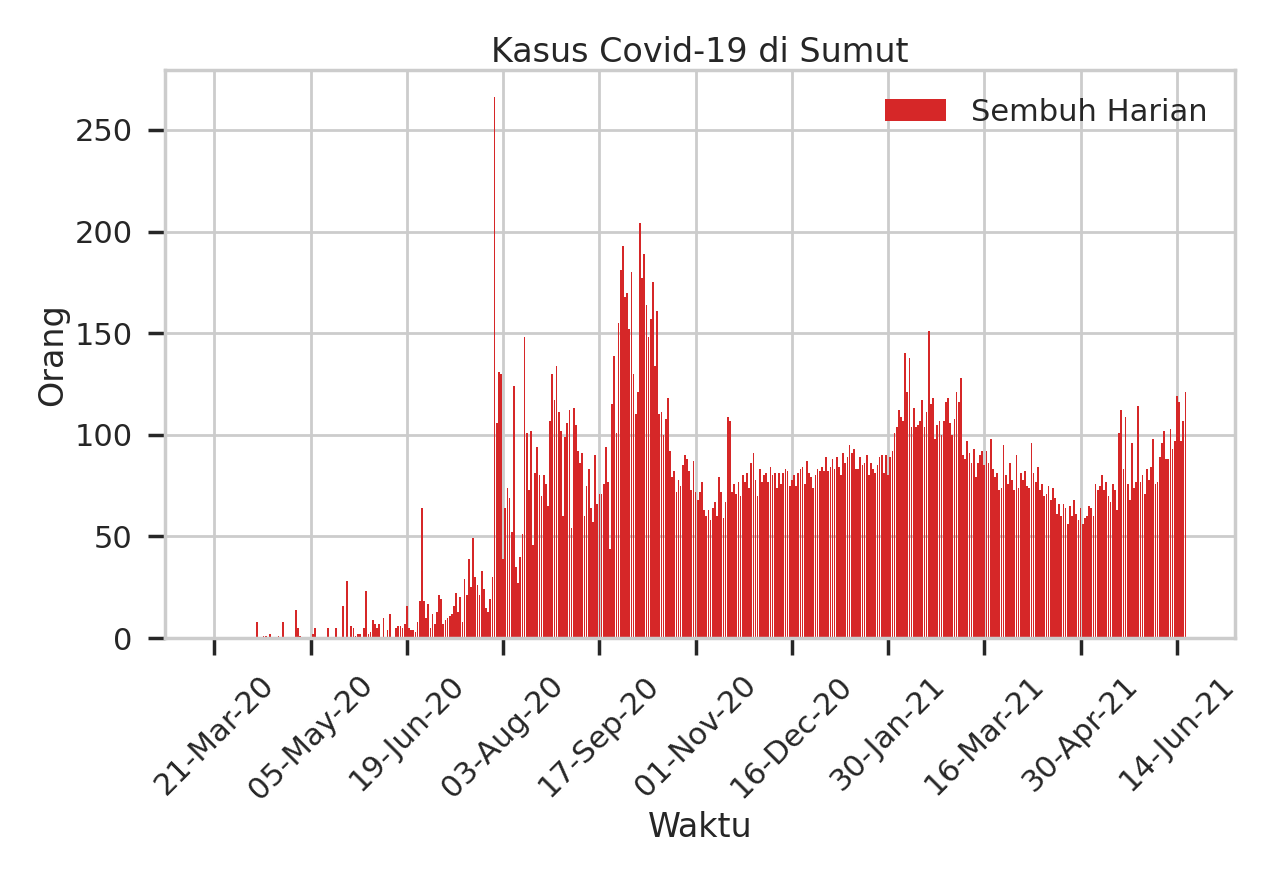 Kasus Covid-19 di Sumut
Sembuh Harian
Orang
250
200
150
100
50
0
21-Mar-20
05-May-20
19-Jun-20
03-Aug-20
17-Sep-20
01-Nov-20
16-Dec-20
30-Jan-21
16-Mar-21
30-Apr-21
14-Jun-21
Waktu